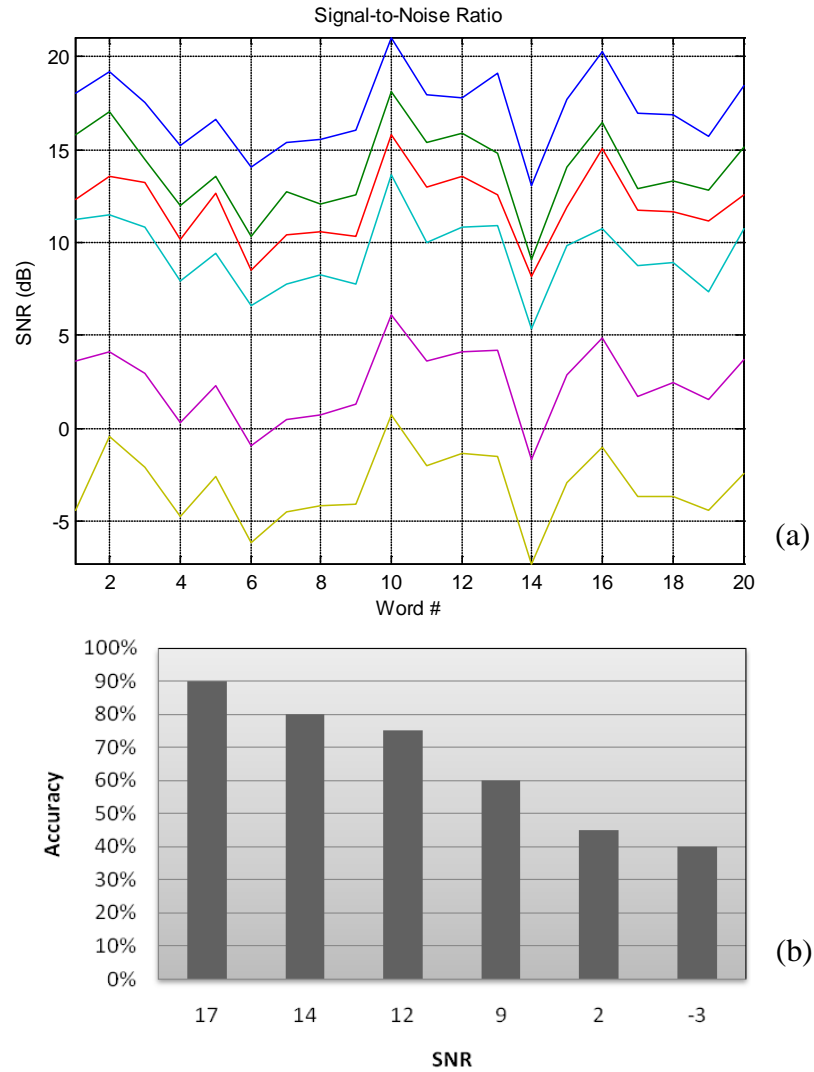 Signal-to-Noise Ratio
20
15
10
5
0
-5
SNR (dB)
2 4 6 8 10 12 14 16 18 20
Word #
(a)
100%
90%
80%
70%
60%
50%
40%
30%
20%
10%
0%
Accuracy
17 14 12 9 2 -3
SNR
(b)